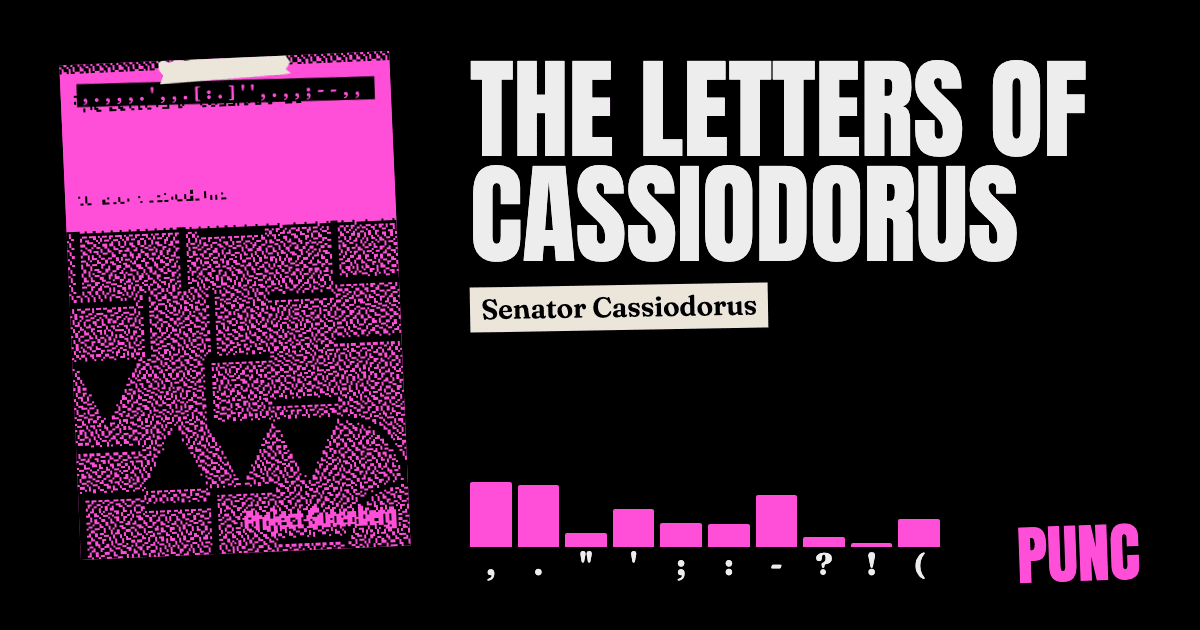 ,.,,,.',,.[:.]'',.,,;--,,
Project Gutenberg
THE LETTERS OF
CASSIODORUS
Senator Cassiodorus
, . " ' ; : - ? ! (
PUNC